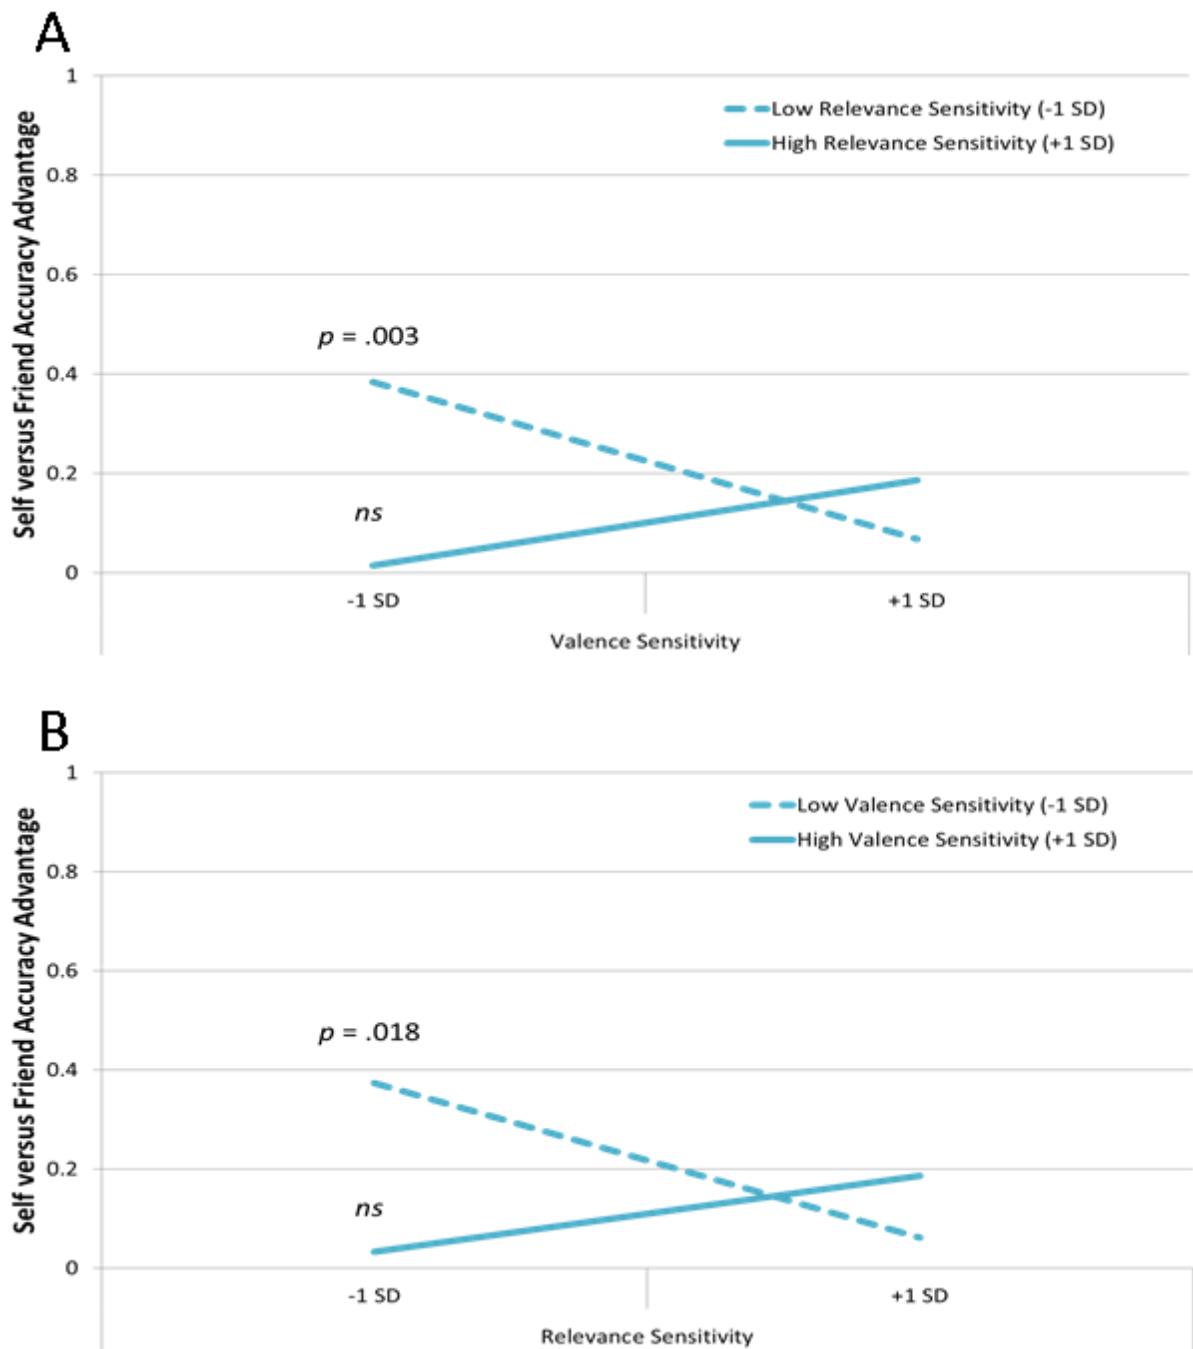 A
Self versus Friend Accuracy Advantage
1
0.8
0.6
0.4
0.2
0
Low Relevance Sensitivity (-1 SD)
High Relevance Sensitivity (+1 SD)
p = .003
ns
-1 SD
+1 SD
Valence Sensitivity
B
Self versus Friend Accuracy Advantage
1
0.8
0.6
0.4
0.2
0
Low Valence Sensitivity (-1 SD)
High Valence Sensitivity (+1 SD)
p = .018
ns
-1 SD
+1 SD
Relevance Sensitivity